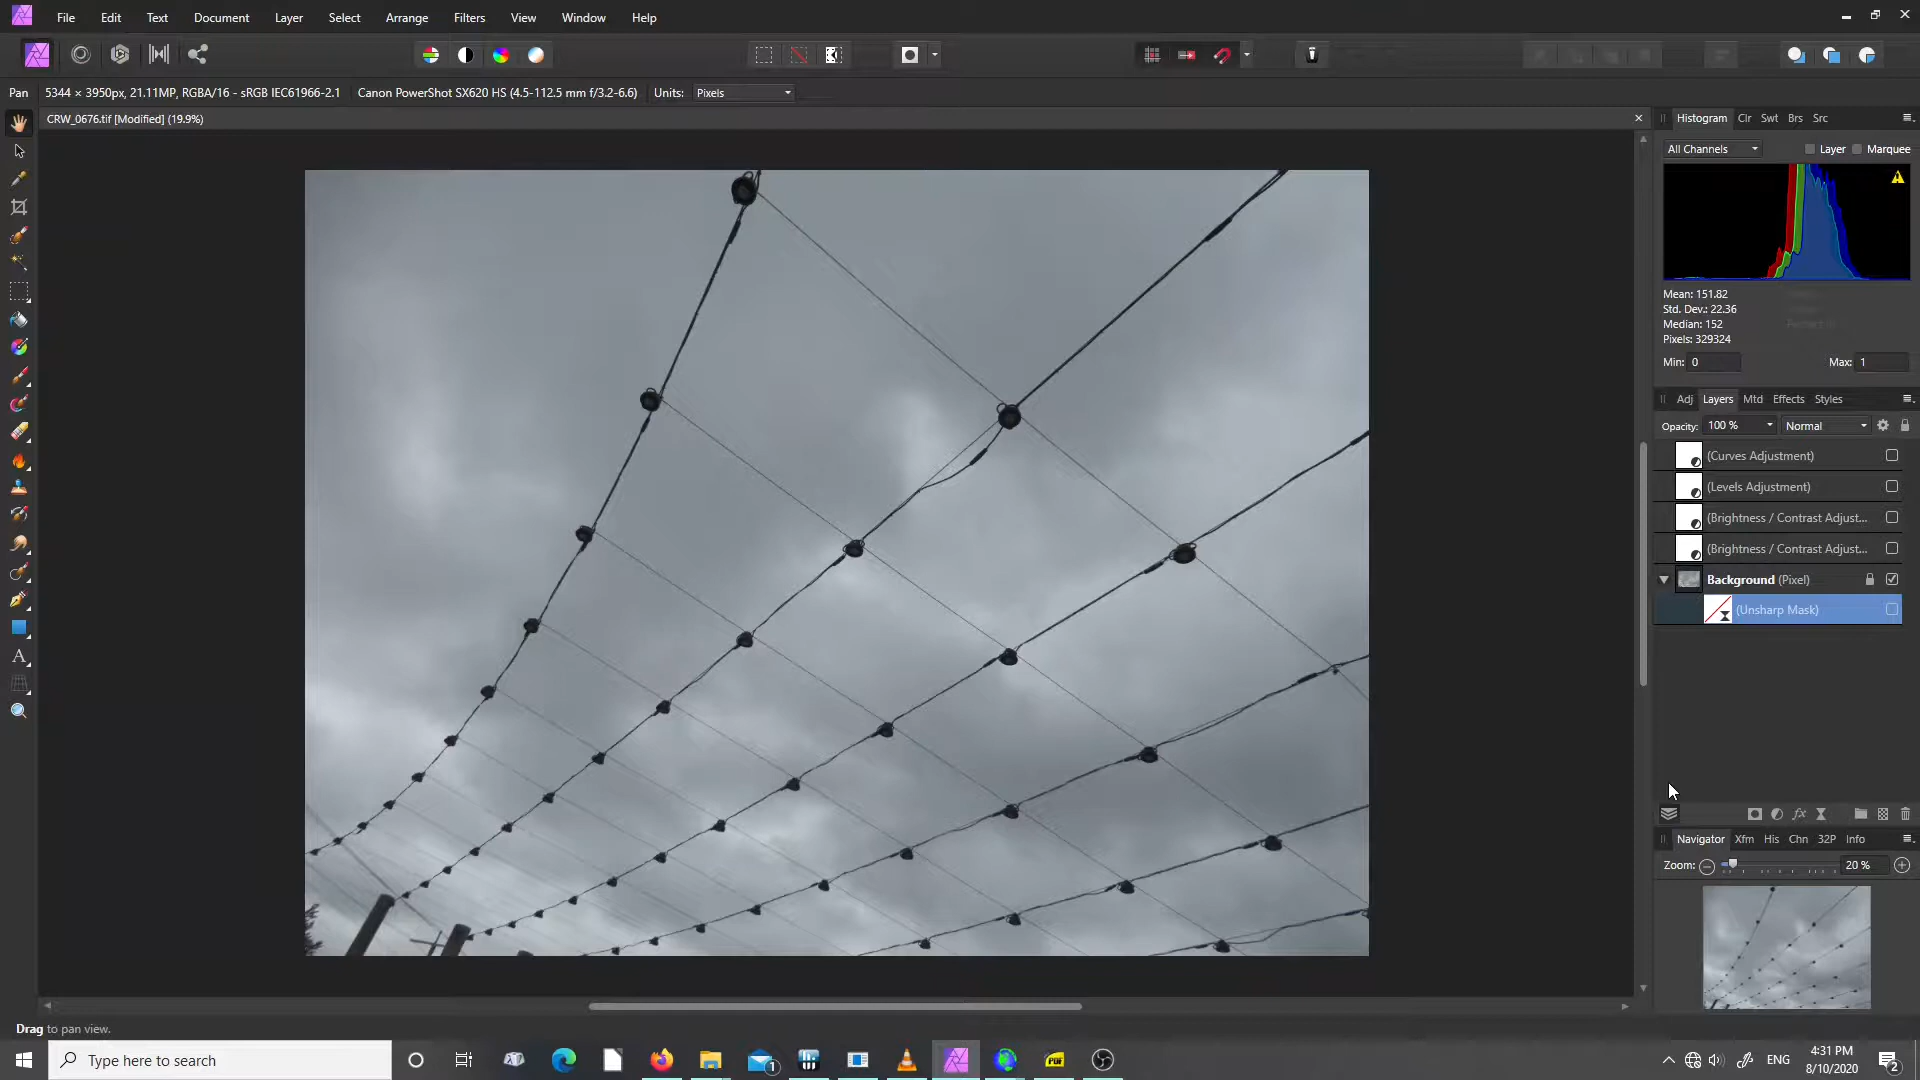 File Edit Text Document Layer Select Arrange Filters View Window Help
Pan 5344 × 3950px, 21.11MP, RGBA/16 - sRGB IEC61966-2.1 Canon PowerShot SX620 HS (4.5-112.5 mm f/3.2-6.6) Units: Pixels
CRW_0676.tif [Modified] (19.9%)
Histogram Clr Swt Brs Src
All Channels Layer Marquee
Mean: 151.82
Std. Dev.: 22.36
Median: 152
Pixels: 329324
Min: 0 Max: 1
Adj Layers Mtd Effects Styles
Opacity: 100 % Normal
(Curves Adjustment)
(Levels Adjustment)
(Brightness / Contrast Adjust...
(Brightness / Contrast Adjust...
Background (Pixel)
(Unsharp Mask)
Navigator Xfm His Chn 32P Info
Zoom: 20 %
Drag to pan view.
Type here to search
1
ENG
4:31 PM
8/10/2020
2